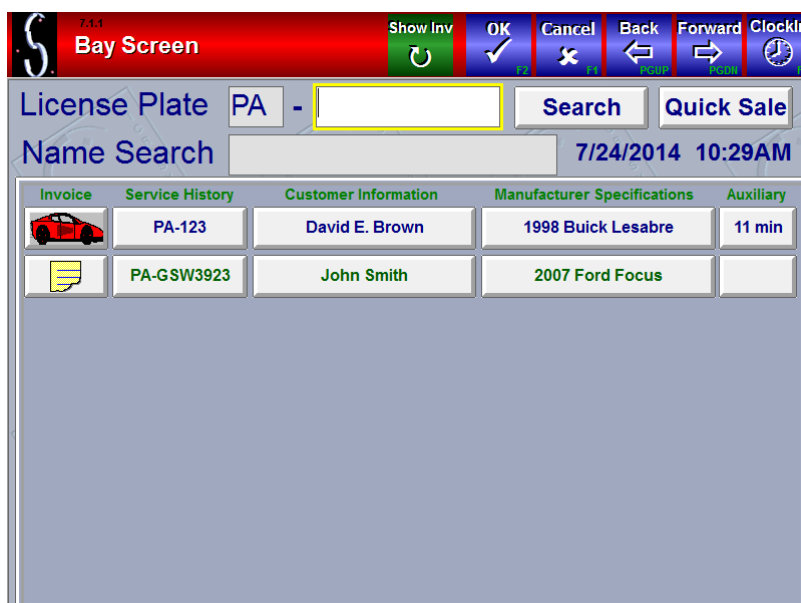 7.1.1
Bay Screen
Show Inv
OK
F2
Cancel
F1
Back
PGUP
Forward
PGDN
ClockIn
License Plate PA -
Search
Quick Sale
Name Search
7/24/2014 10:29AM
Invoice Service History Customer Information Manufacturer Specifications Auxiliary
PA-123 David E. Brown 1998 Buick Lesabre 11 min
PA-GSW3923 John Smith 2007 Ford Focus